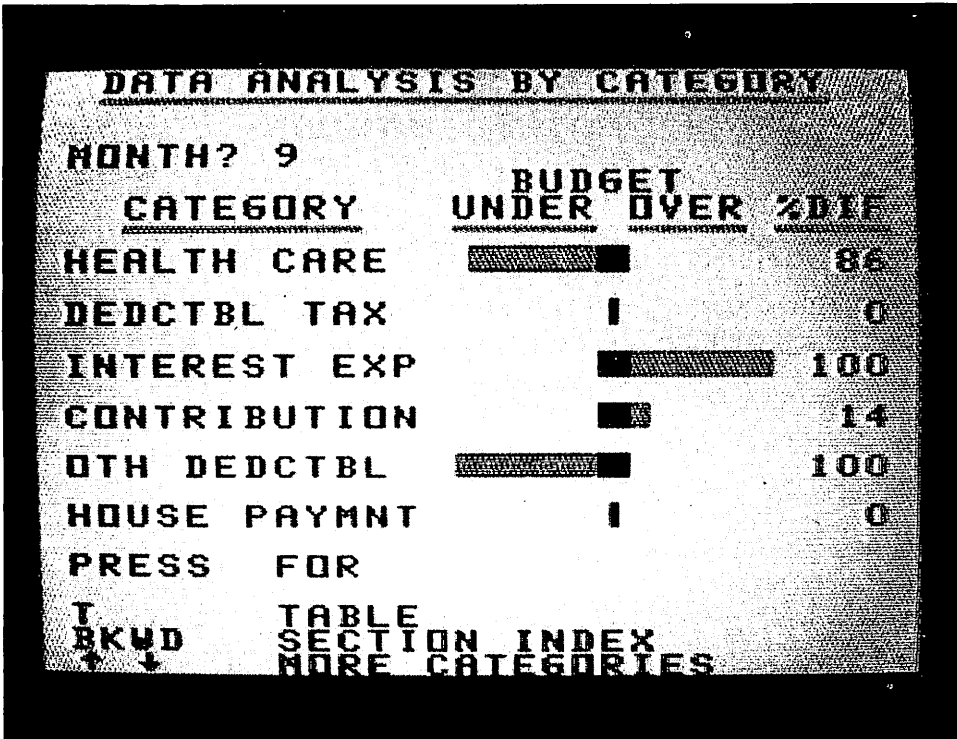 DATA ANALYSIS BY CATEGORY
MONTH? 9
BUDGET
CATEGORY UNDER OVER %DIF
HEALTH CARE 86
DEDCTBL TAX 0
INTEREST EXP 100
CONTRIBUTION 14
OTH DEDCTBL 100
HOUSE PAYMNT 0
PRESS FOR
T TABLE
BKWD SECTION INDEX
↑ ↓ MORE CATEGORIES